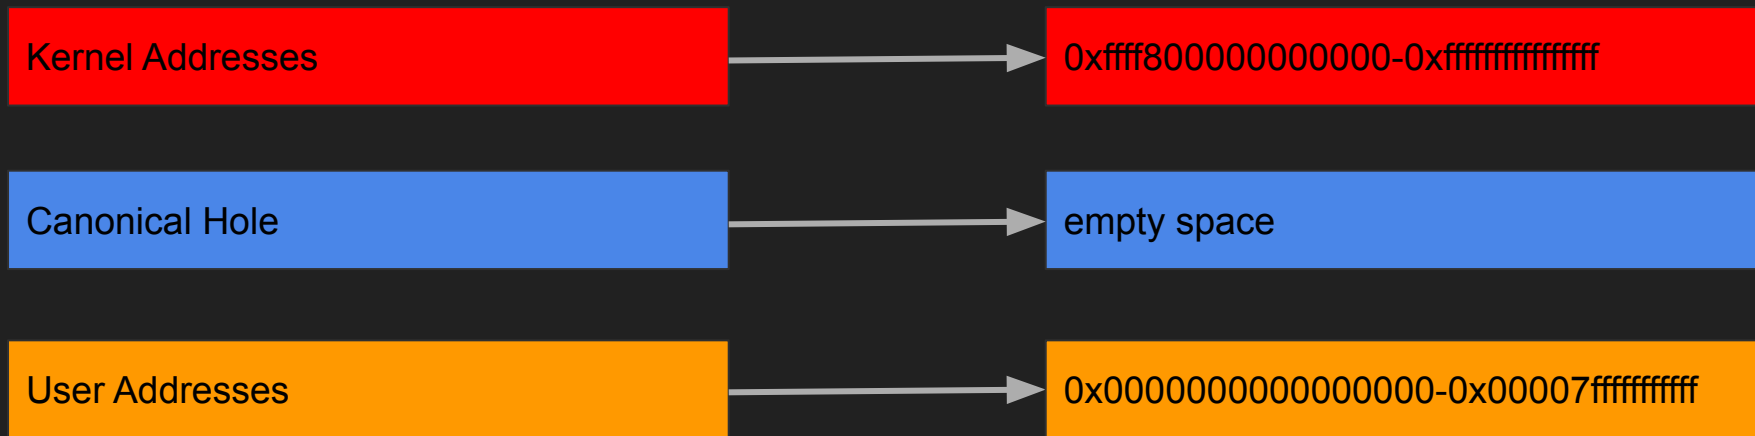 Kernel Addresses
0xffff800000000000-0xffffffffffffffff
Canonical Hole
empty space
User Addresses
0x0000000000000000-0x00007fffffffffff